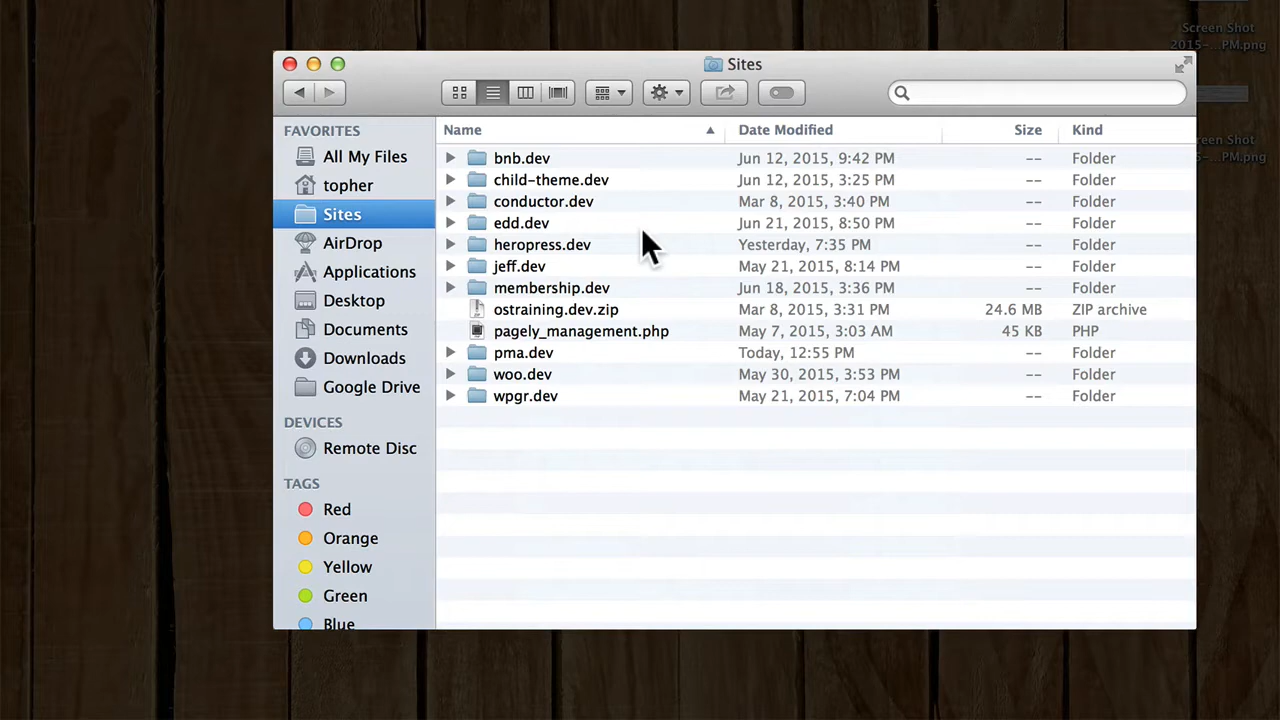 Screen Shot
2015-...PM.png
Sites
FAVORITES
All My Files
topher
Sites
AirDrop
Applications
Desktop
Documents
Downloads
Google Drive
DEVICES
Remote Disc
TAGS
Red
Orange
Yellow
Green
Blue
Name Date Modified Size Kind
bnb.dev Jun 12, 2015, 9:42 PM -- Folder
child-theme.dev Jun 12, 2015, 3:25 PM -- Folder
conductor.dev Mar 8, 2015, 3:40 PM -- Folder
edd.dev Jun 21, 2015, 8:50 PM -- Folder
heropress.dev Yesterday, 7:35 PM -- Folder
jeff.dev May 21, 2015, 8:14 PM -- Folder
membership.dev Jun 18, 2015, 3:36 PM -- Folder
ostraining.dev.zip Mar 8, 2015, 3:31 PM 24.6 MB ZIP archive
pagely_management.php May 7, 2015, 3:03 AM 45 KB PHP
pma.dev Today, 12:55 PM -- Folder
woo.dev May 30, 2015, 3:53 PM -- Folder
wpgr.dev May 21, 2015, 7:04 PM -- Folder
Shot
PM.png